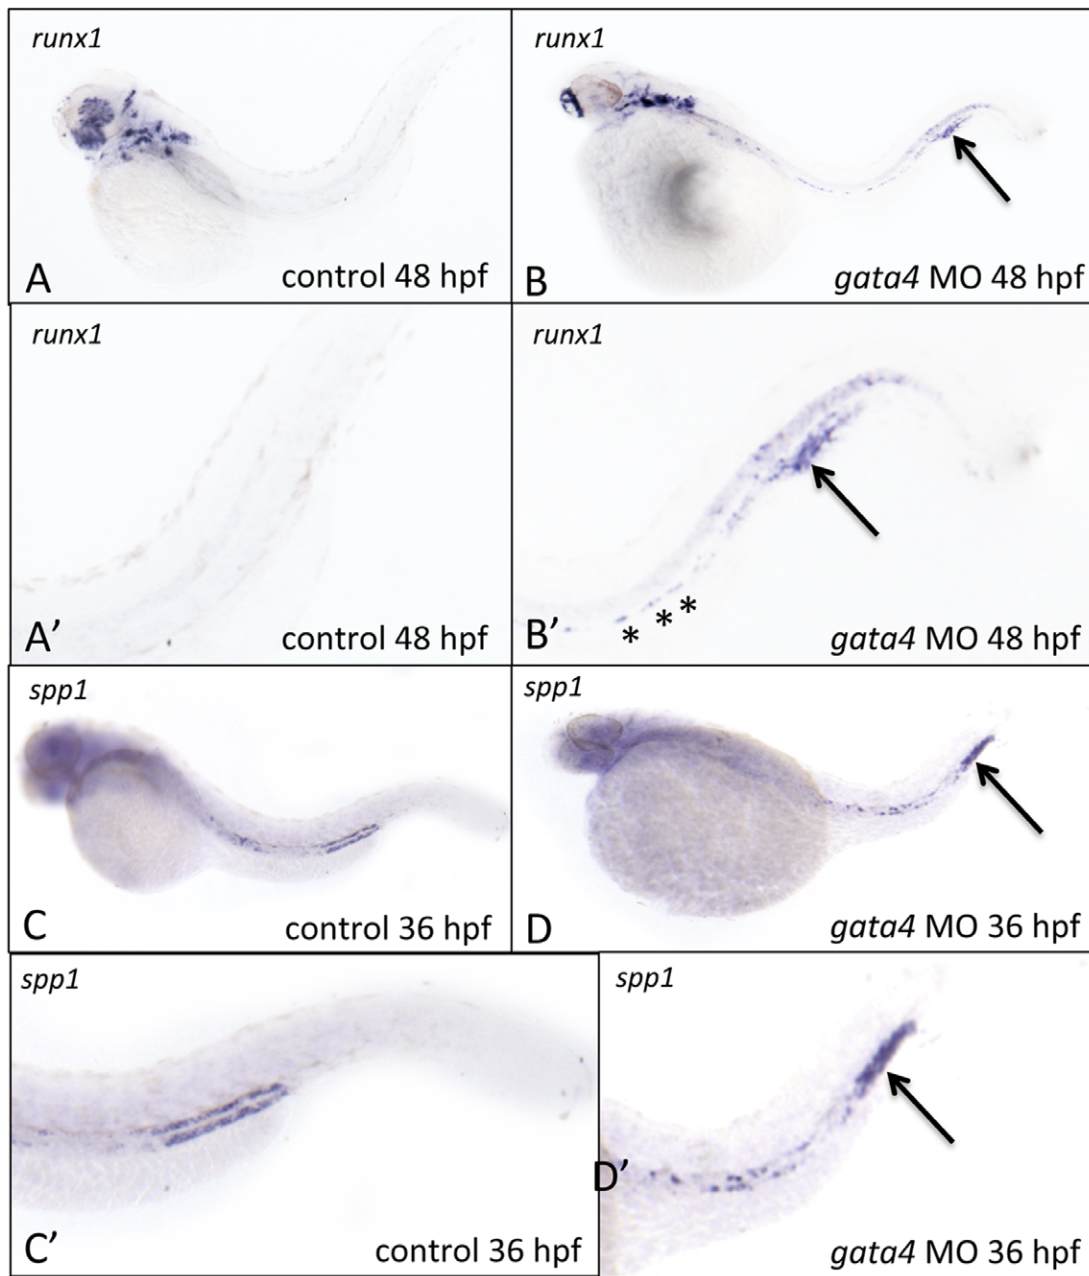 runx1
runx1
A
control 48 hpf
B
gata4 MO 48 hpf
runx1
runx1
A’
control 48 hpf
* * *
B’
gata4 MO 48 hpf
spp1
spp1
C
control 36 hpf
D
gata4 MO 36 hpf
spp1
spp1
C’
control 36 hpf
D’
gata4 MO 36 hpf